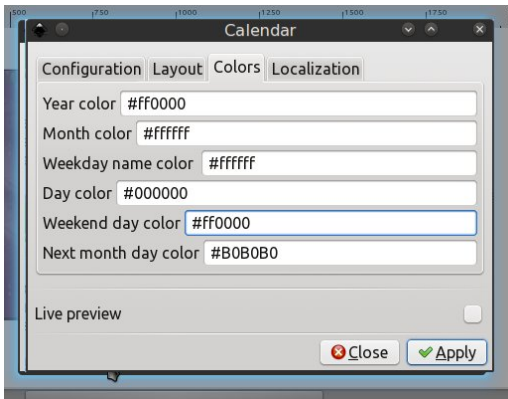 500 750 1000 1250 1500 1750
Calendar
Configuration Layout Colors Localization
Year color #ff0000
Month color #ffffff
Weekday name color #ffffff
Day color #000000
Weekend day color #ff0000
Next month day color #B0B0B0
Live preview
Close Apply